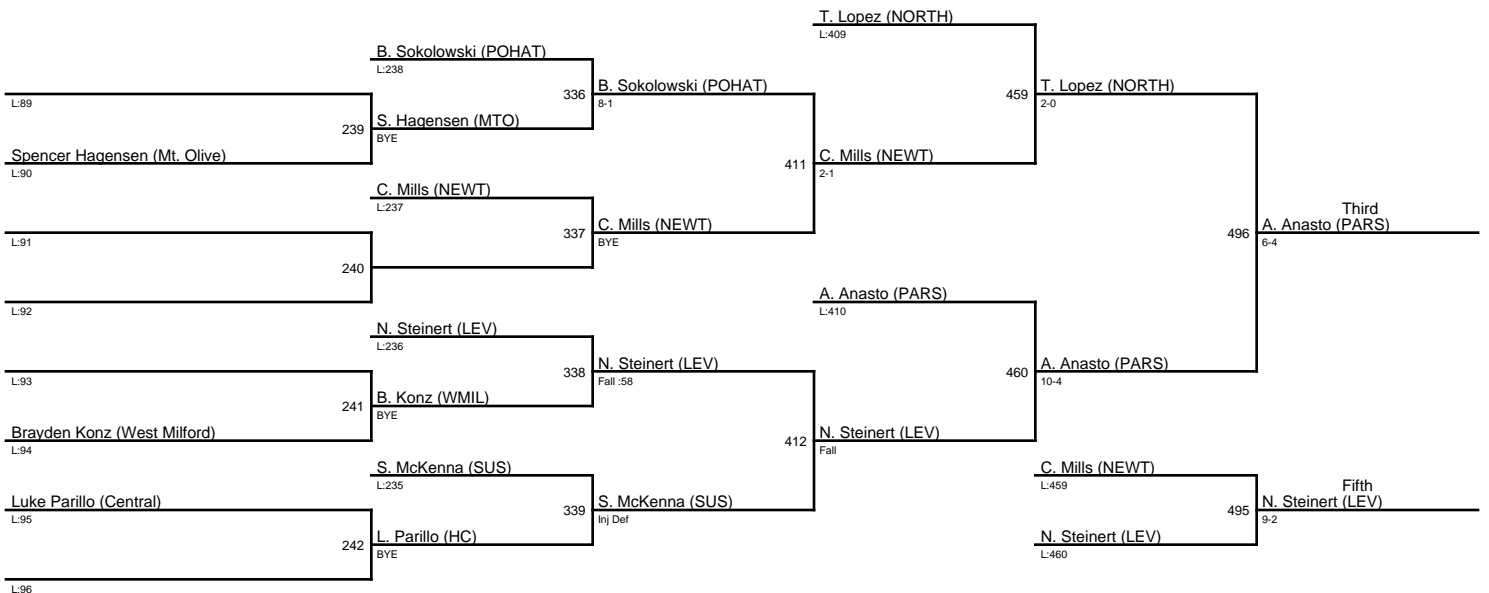 T. Lopez (NORTH)
L:409
B. Sokolowski (POHAT)
L:238
336
B. Sokolowski (POHAT)
8-1
459
T. Lopez (NORTH)
2-0
L:89
239
S. Hagensen (MTO)
BYE
Spencer Hagensen (Mt. Olive)
L:90
411
C. Mills (NEWT)
2-1
C. Mills (NEWT)
L:237
337
C. Mills (NEWT)
BYE
L:91
240
496
Third
A. Anasto (PARS)
6-4
L:92
A. Anasto (PARS)
L:410
N. Steinert (LEV)
L:236
338
N. Steinert (LEV)
Fall :58
460
A. Anasto (PARS)
10-4
L:93
241
B. Konz (WMIL)
BYE
Brayden Konz (West Milford)
L:94
412
N. Steinert (LEV)
Fall
S. McKenna (SUS)
L:235
C. Mills (NEWT)
L:459
Luke Parillo (Central)
L:95
339
S. McKenna (SUS)
Inj Def
495
Fifth
N. Steinert (LEV)
9-2
242
L. Parillo (HC)
BYE
N. Steinert (LEV)
L:460
L:96